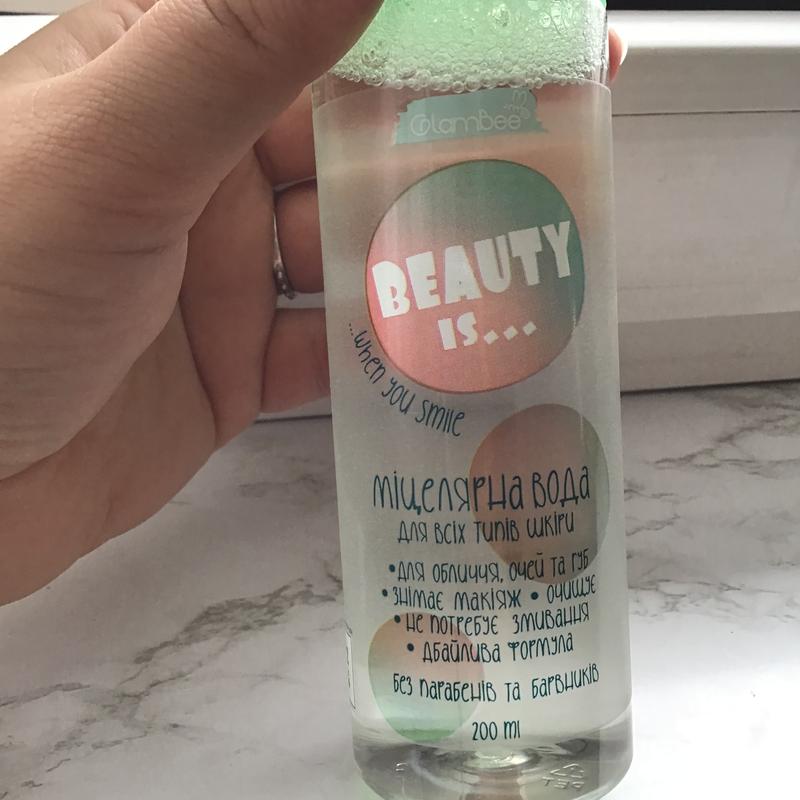 GlamBee
BEAUTY
IS...
...when you smile
Міцелярна вода
для всіх типів шкіри
•для обличчя, очей та губ
•знімає макіяж • очищує
•не потребує змивання
• дбайлива формула
без парабенів та барвників
200 ml
PET